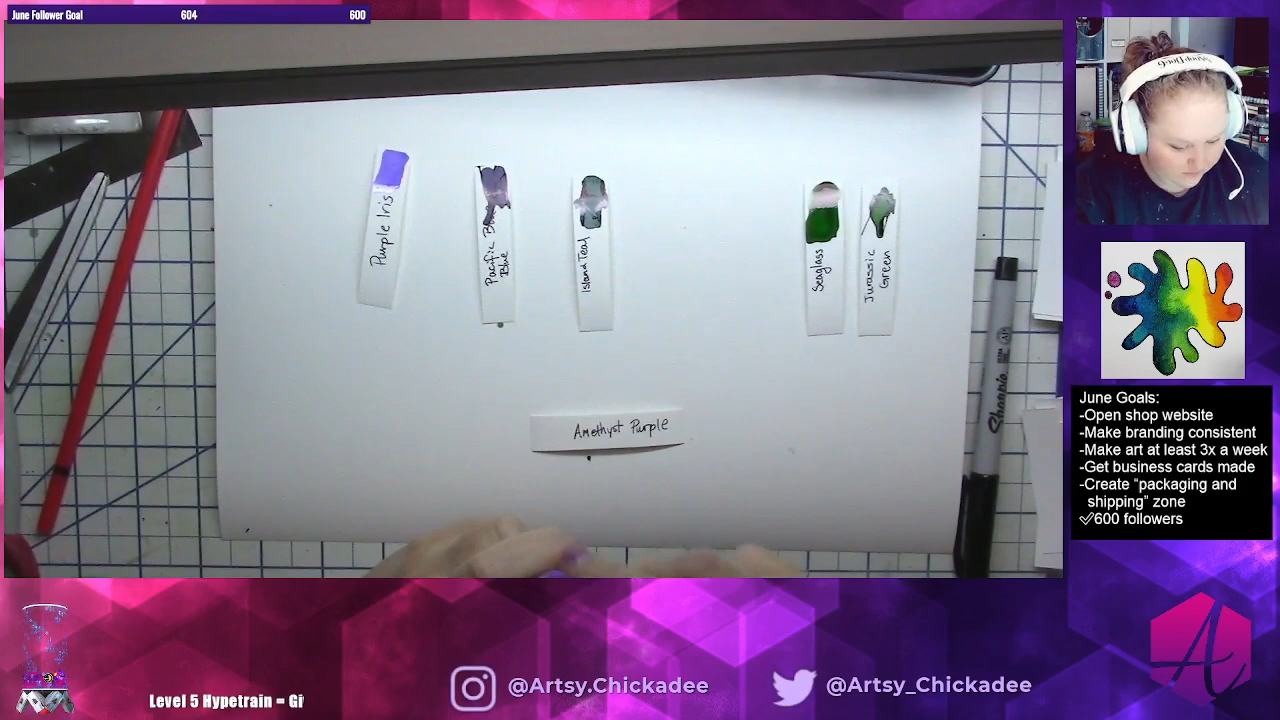 June Follower Goal 604 600
Purple Iris
Pacific
Blue
Island Teal
Seaglass
Jurassic
Green
Amethyst Purple
Sharpie
June Goals:
-Open shop website
-Make branding consistent
-Make art at least 3x a week
-Get business cards made
-Create "packaging and
shipping" zone
✓600 followers
Level 5 Hypetrain = Gi
@Artsy.Chickadee
@Artsy_Chickadee